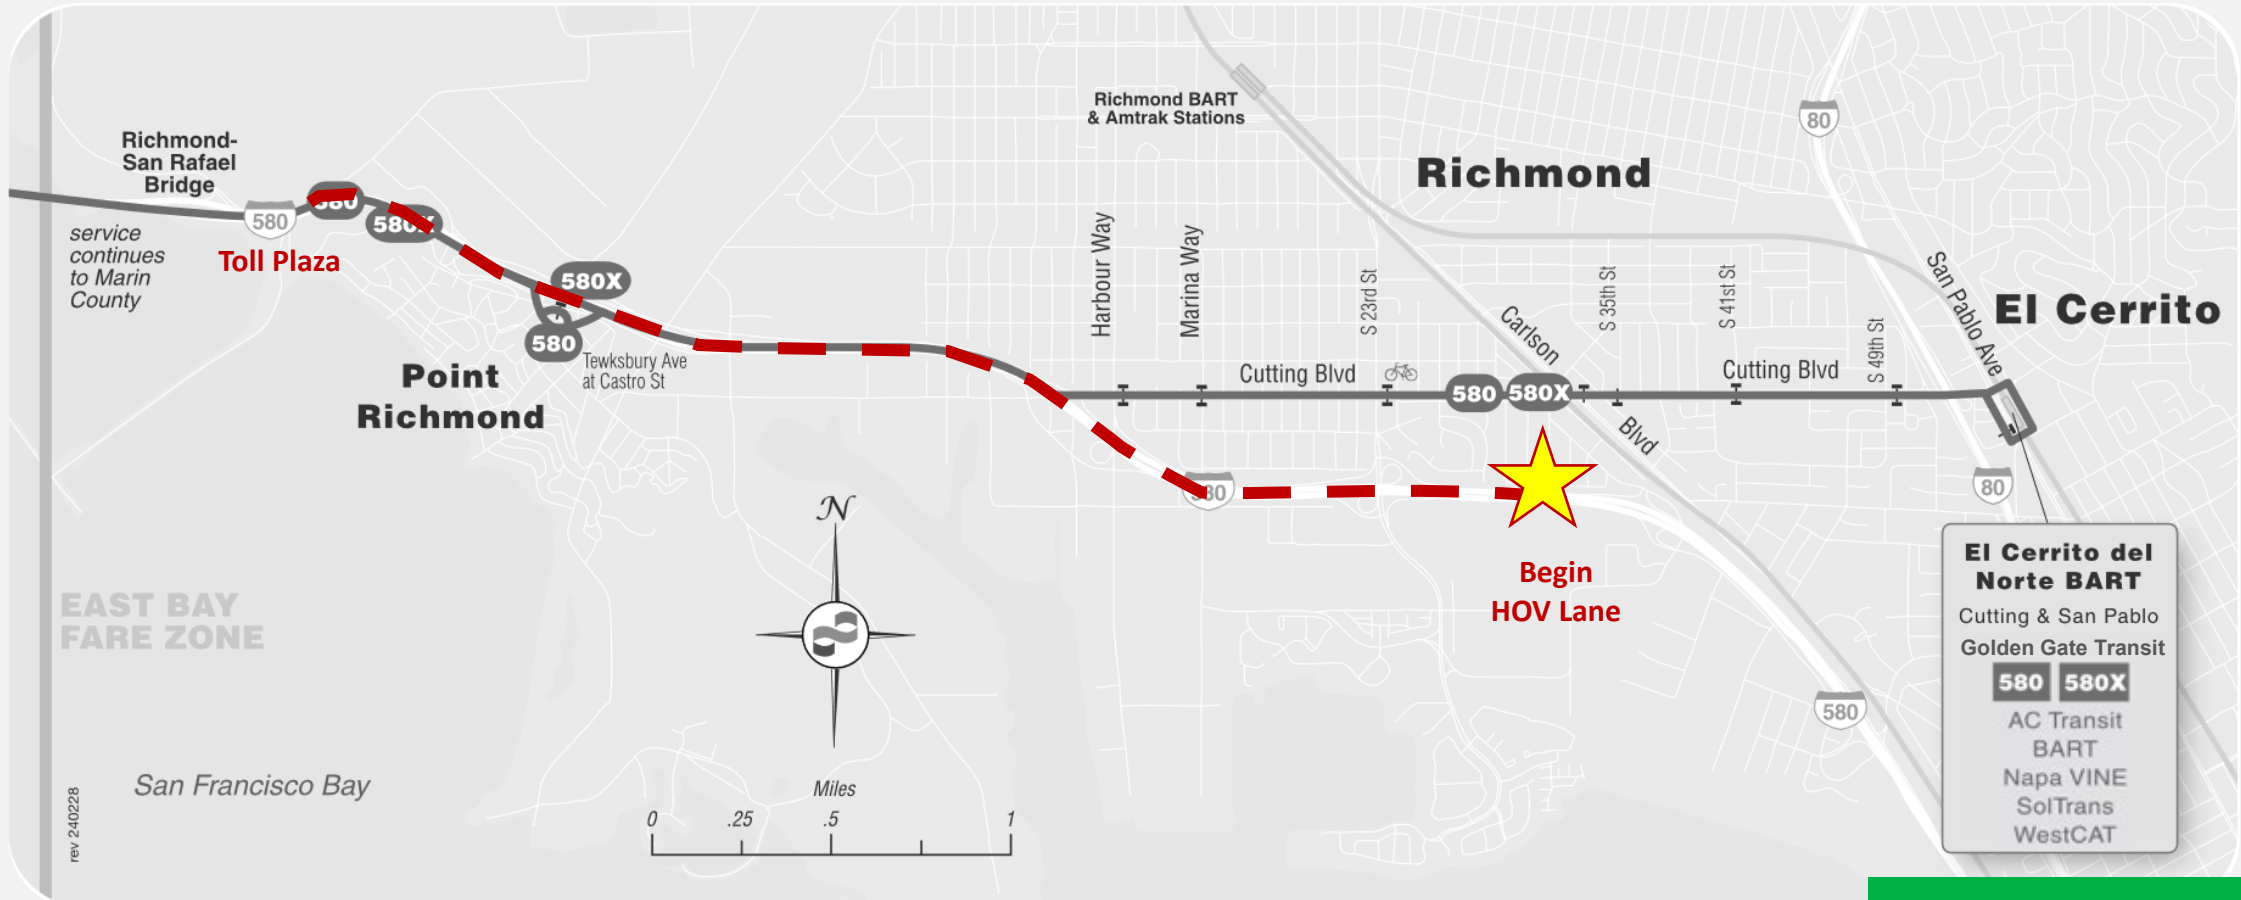 Richmond BART
& Amtrak Stations
80
Richmond-
San Rafael
Bridge
Richmond
580
580
580X
service
continues
to Marin
County
Toll Plaza
580X
580
Tewksbury Ave
at Castro St
Point
Richmond
Harbour Way
Marina Way
S 23rd St
Carlson
Blvd
S 35th St
S 41st St
S 49th St
San Pablo Ave
El Cerrito
Cutting Blvd
580
580X
Cutting Blvd
580
80
Begin
HOV Lane
N
EAST BAY
FARE ZONE
580
El Cerrito del
Norte BART
Cutting & San Pablo
Golden Gate Transit
580 580X
AC Transit
BART
Napa VINE
SolTrans
WestCAT
San Francisco Bay
Miles
0 .25 .5 1
rev 240228